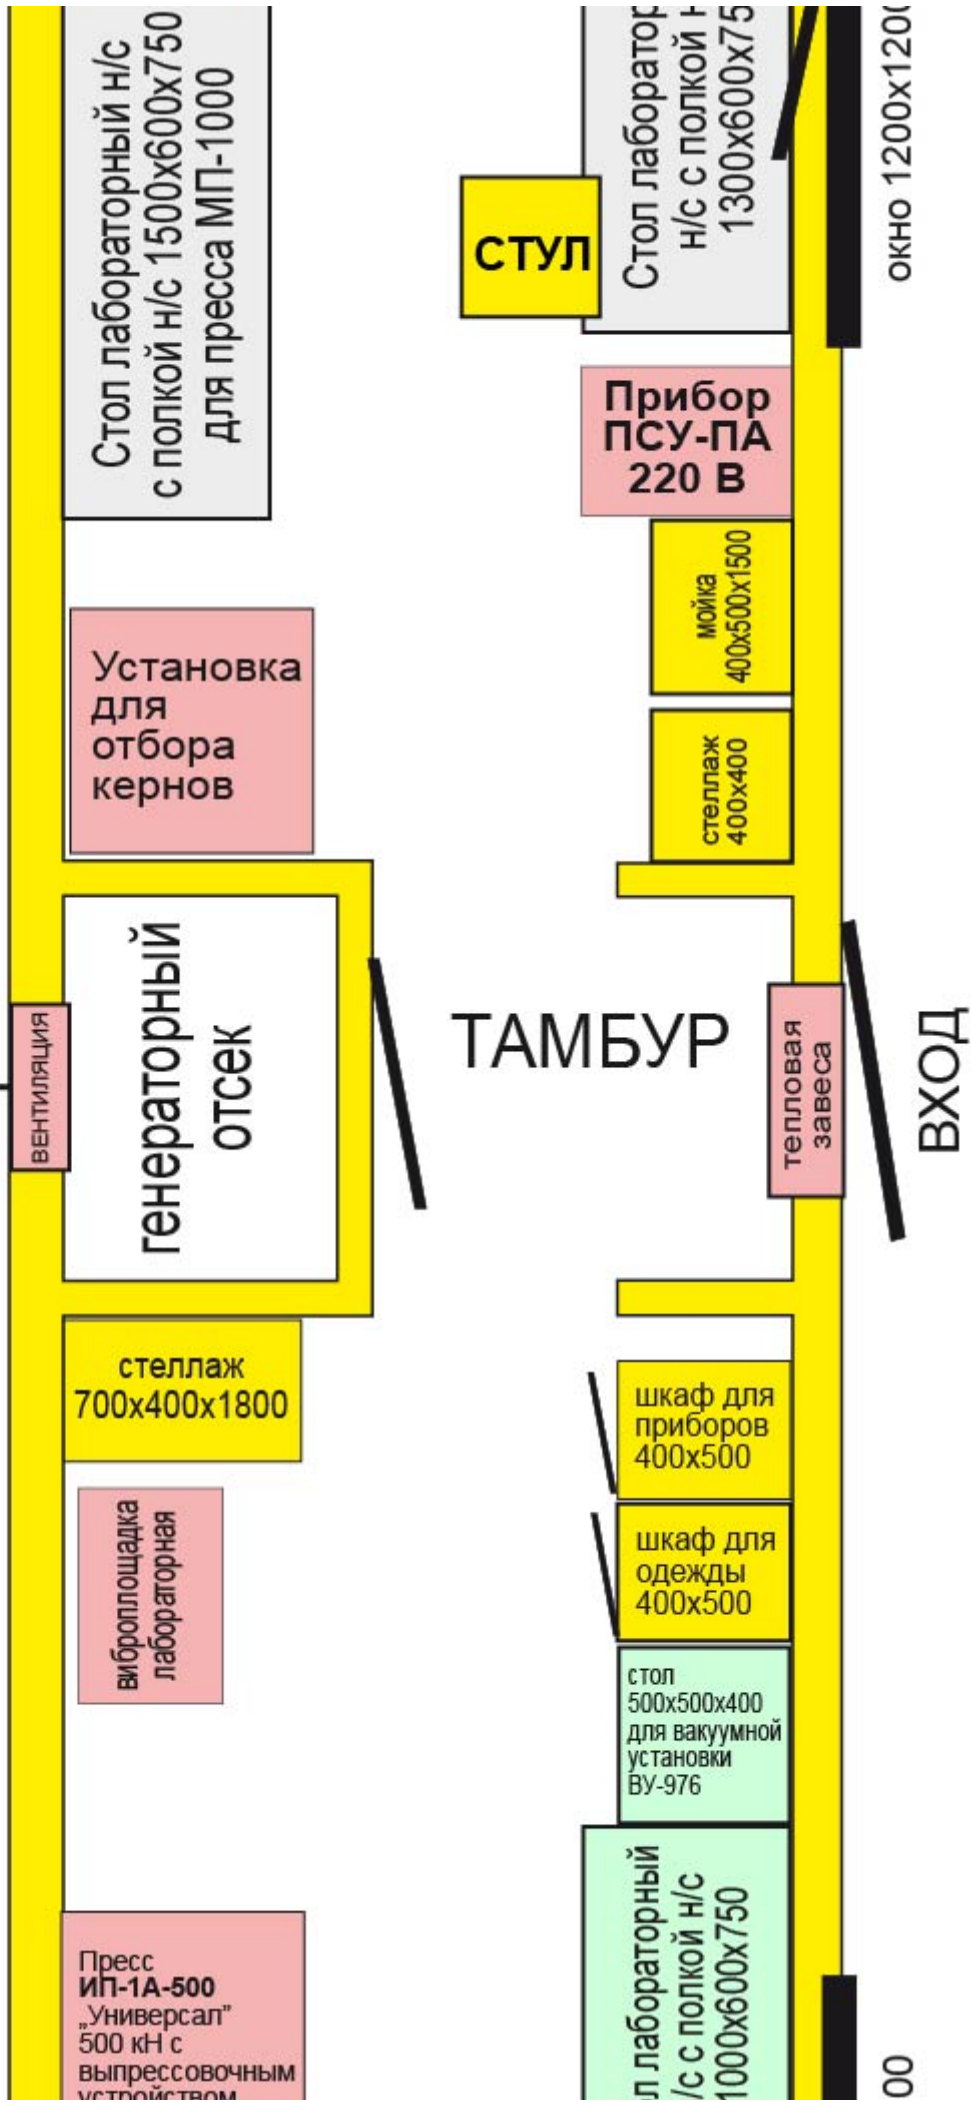 Стол лабораторный н/с
с полкой н/с 1500х600х750
для пресса МП-1000
н/с с полкой
окно
СТУЛ
Прибор
ПСУ-ПА
220 В
мойка
400х500х1500
Установка
для
отбора
кернов
стеллаж
400х400
генераторный
отсек
вентиляция
ТАМБУР
тепловая
завеса
ВХОД
стеллаж
700х400х1800
шкаф для
приборов
400х500
виброплощадка
лабораторная
шкаф для
одежды
400х500
стол
500х500х400
для вакуумной
установки
ВУ-976
Пресс
ИП-1А-500
„Универсал”
500 кН с
выпрессовочным
устройством
лабораторный
с полкой н/с
1000х600х750
00